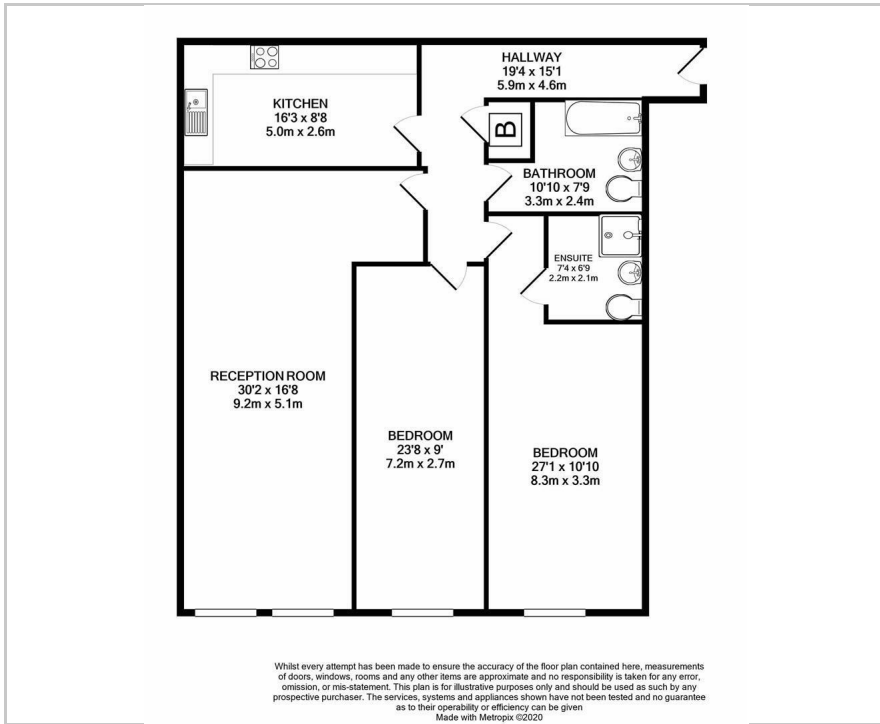 HALLWAY
19'4 x 15'1
5.9m x 4.6m
KITCHEN
16'3 x 8'8
5.0m x 2.6m
B
BATHROOM
10'10 x 7'9
3.3m x 2.4m
ENSUITE
7'4 x 6'9
2.2m x 2.1m
RECEPTION ROOM
30'2 x 16'8
9.2m x 5.1m
BEDROOM
23'8 x 9'
7.2m x 2.7m
BEDROOM
27'1 x 10'10
8.3m x 3.3m
Whilst every attempt has been made to ensure the accuracy of the floor plan contained here, measurements
of doors, windows, rooms and any other items are approximate and no responsibility is taken for any error,
omission, or mis-statement. This plan is for illustrative purposes only and should be used as such by any
prospective purchaser. The services, systems and appliances shown have not been tested and no guarantee
as to their operability or efficiency can be given
Made with Metropix ©2020